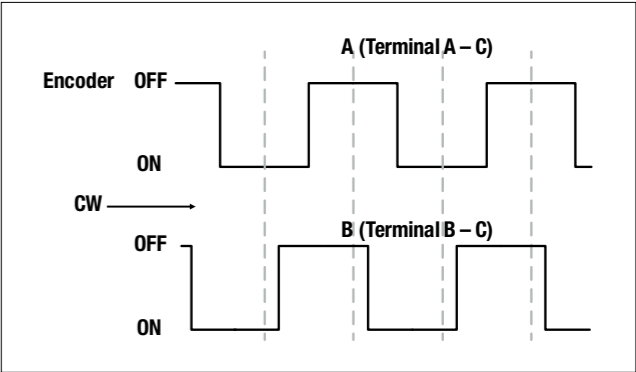 A (Terminal A – C)
Encoder OFF
ON
CW
B (Terminal B – C)
OFF
ON